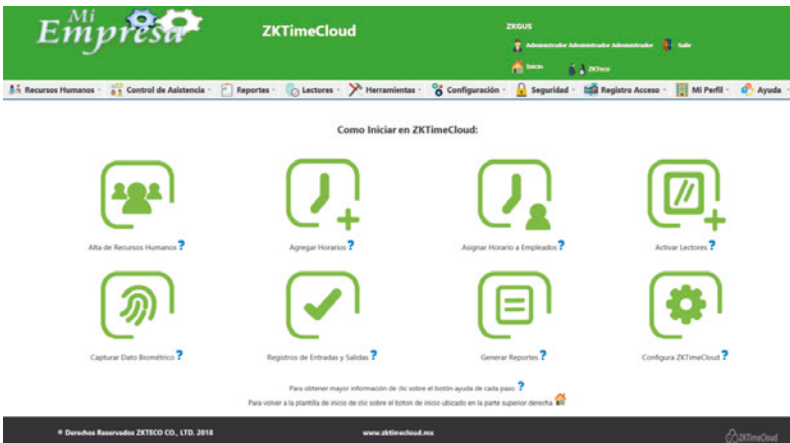 Mi
Empresa
ZKTimeCloud
ZKGUS
Administrador Administrador Administrador
Salir
Inicio
ZKTeco
Recursos Humanos
Control de Asistencia
Reportes
Lectores
Herramientas
Configuración
Seguridad
Registro Acceso
Mi Perfil
Ayuda
Como Iniciar en ZKTimeCloud:
Alta de Recursos Humanos ?
Agregar Horarios ?
Asignar Horario a Empleados ?
Activar Lectores ?
Capturar Dato Biométrico ?
Registros de Entradas y Salidas ?
Generar Reportes ?
Configura ZKTimeCloud ?
Para obtener mayor información de clic sobre el botón ayuda de cada paso ?
Para volver a la plantilla de inicio de clic sobre el boton de inicio ubicado en la parte superior derecha
® Derechos Reservados ZKTECO CO., LTD. 2018
www.zktimecloud.mx
ZKTimeCloud